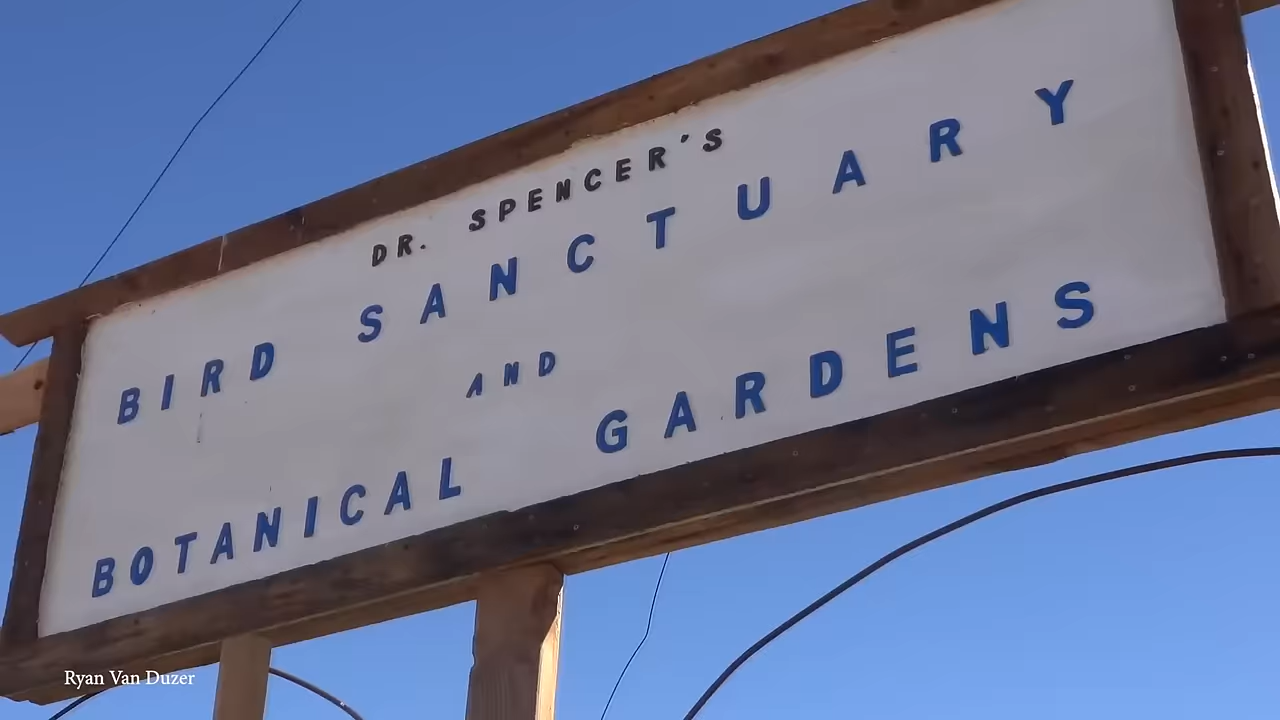 DR. SPENCER'S
BIRD SANCTUARY
AND
BOTANICAL GARDENS
Ryan Van Duzer